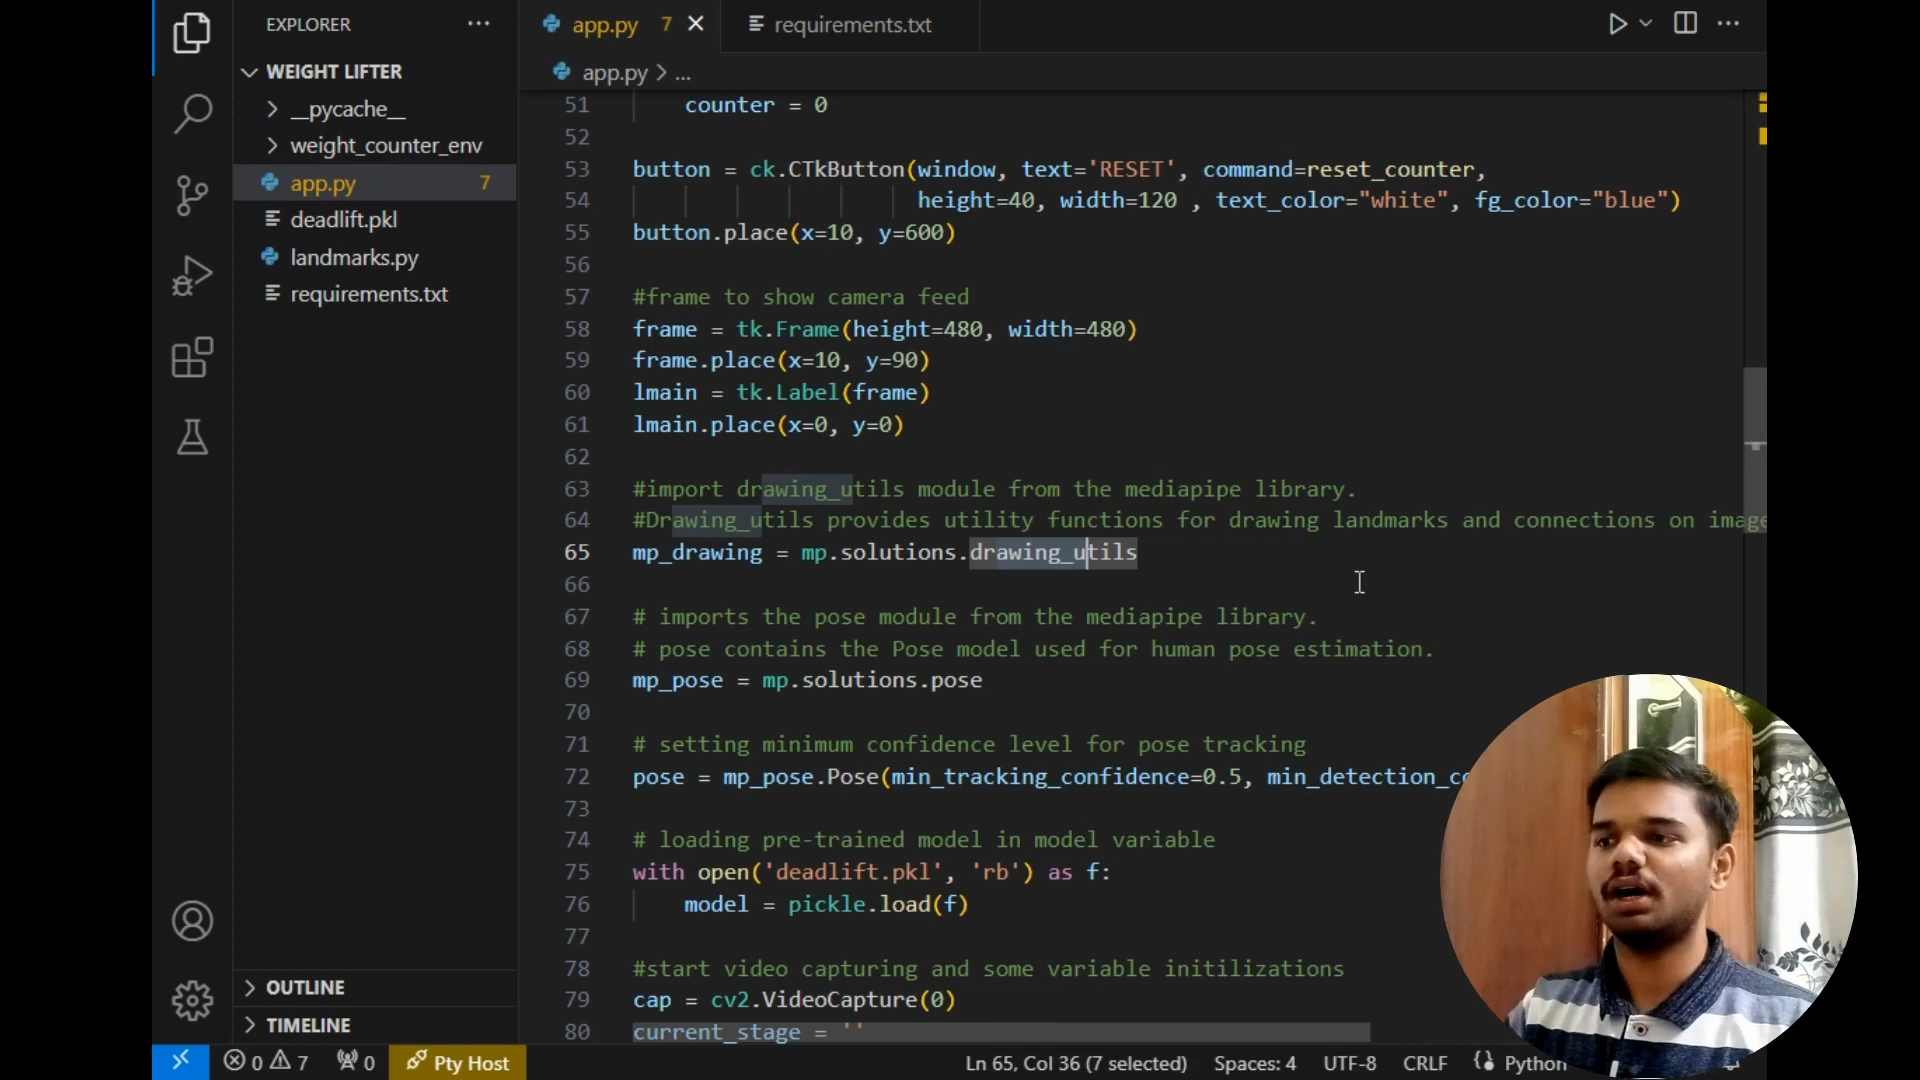 EXPLORER ···
WEIGHT LIFTER
__pycache__
weight_counter_env
app.py 7
deadlift.pkl
landmarks.py
requirements.txt
OUTLINE
TIMELINE
app.py 7
requirements.txt
app.py > ...
51 counter = 0
52
53 button = ck.CTkButton(window, text='RESET', command=reset_counter,
54 height=40, width=120 , text_color="white", fg_color="blue")
55 button.place(x=10, y=600)
56
57 #frame to show camera feed
58 frame = tk.Frame(height=480, width=480)
59 frame.place(x=10, y=90)
60 lmain = tk.Label(frame)
61 lmain.place(x=0, y=0)
62
63 #import drawing_utils module from the mediapipe library.
64 #Drawing_utils provides utility functions for drawing landmarks and connections on image
65 mp_drawing = mp.solutions.drawing_utils
66
67 # imports the pose module from the mediapipe library.
68 # pose contains the Pose model used for human pose estimation.
69 mp_pose = mp.solutions.pose
70
71 # setting minimum confidence level for pose tracking
72 pose = mp_pose.Pose(min_tracking_confidence=0.5, min_detection_co
73
74 # loading pre-trained model in model variable
75 with open('deadlift.pkl', 'rb') as f:
76 model = pickle.load(f)
77
78 #start video capturing and some variable initilizations
79 cap = cv2.VideoCapture(0)
80 current_stage = ''
0 7 0 Pty Host Ln 65, Col 36 (7 selected) Spaces: 4 UTF-8 CRLF Python